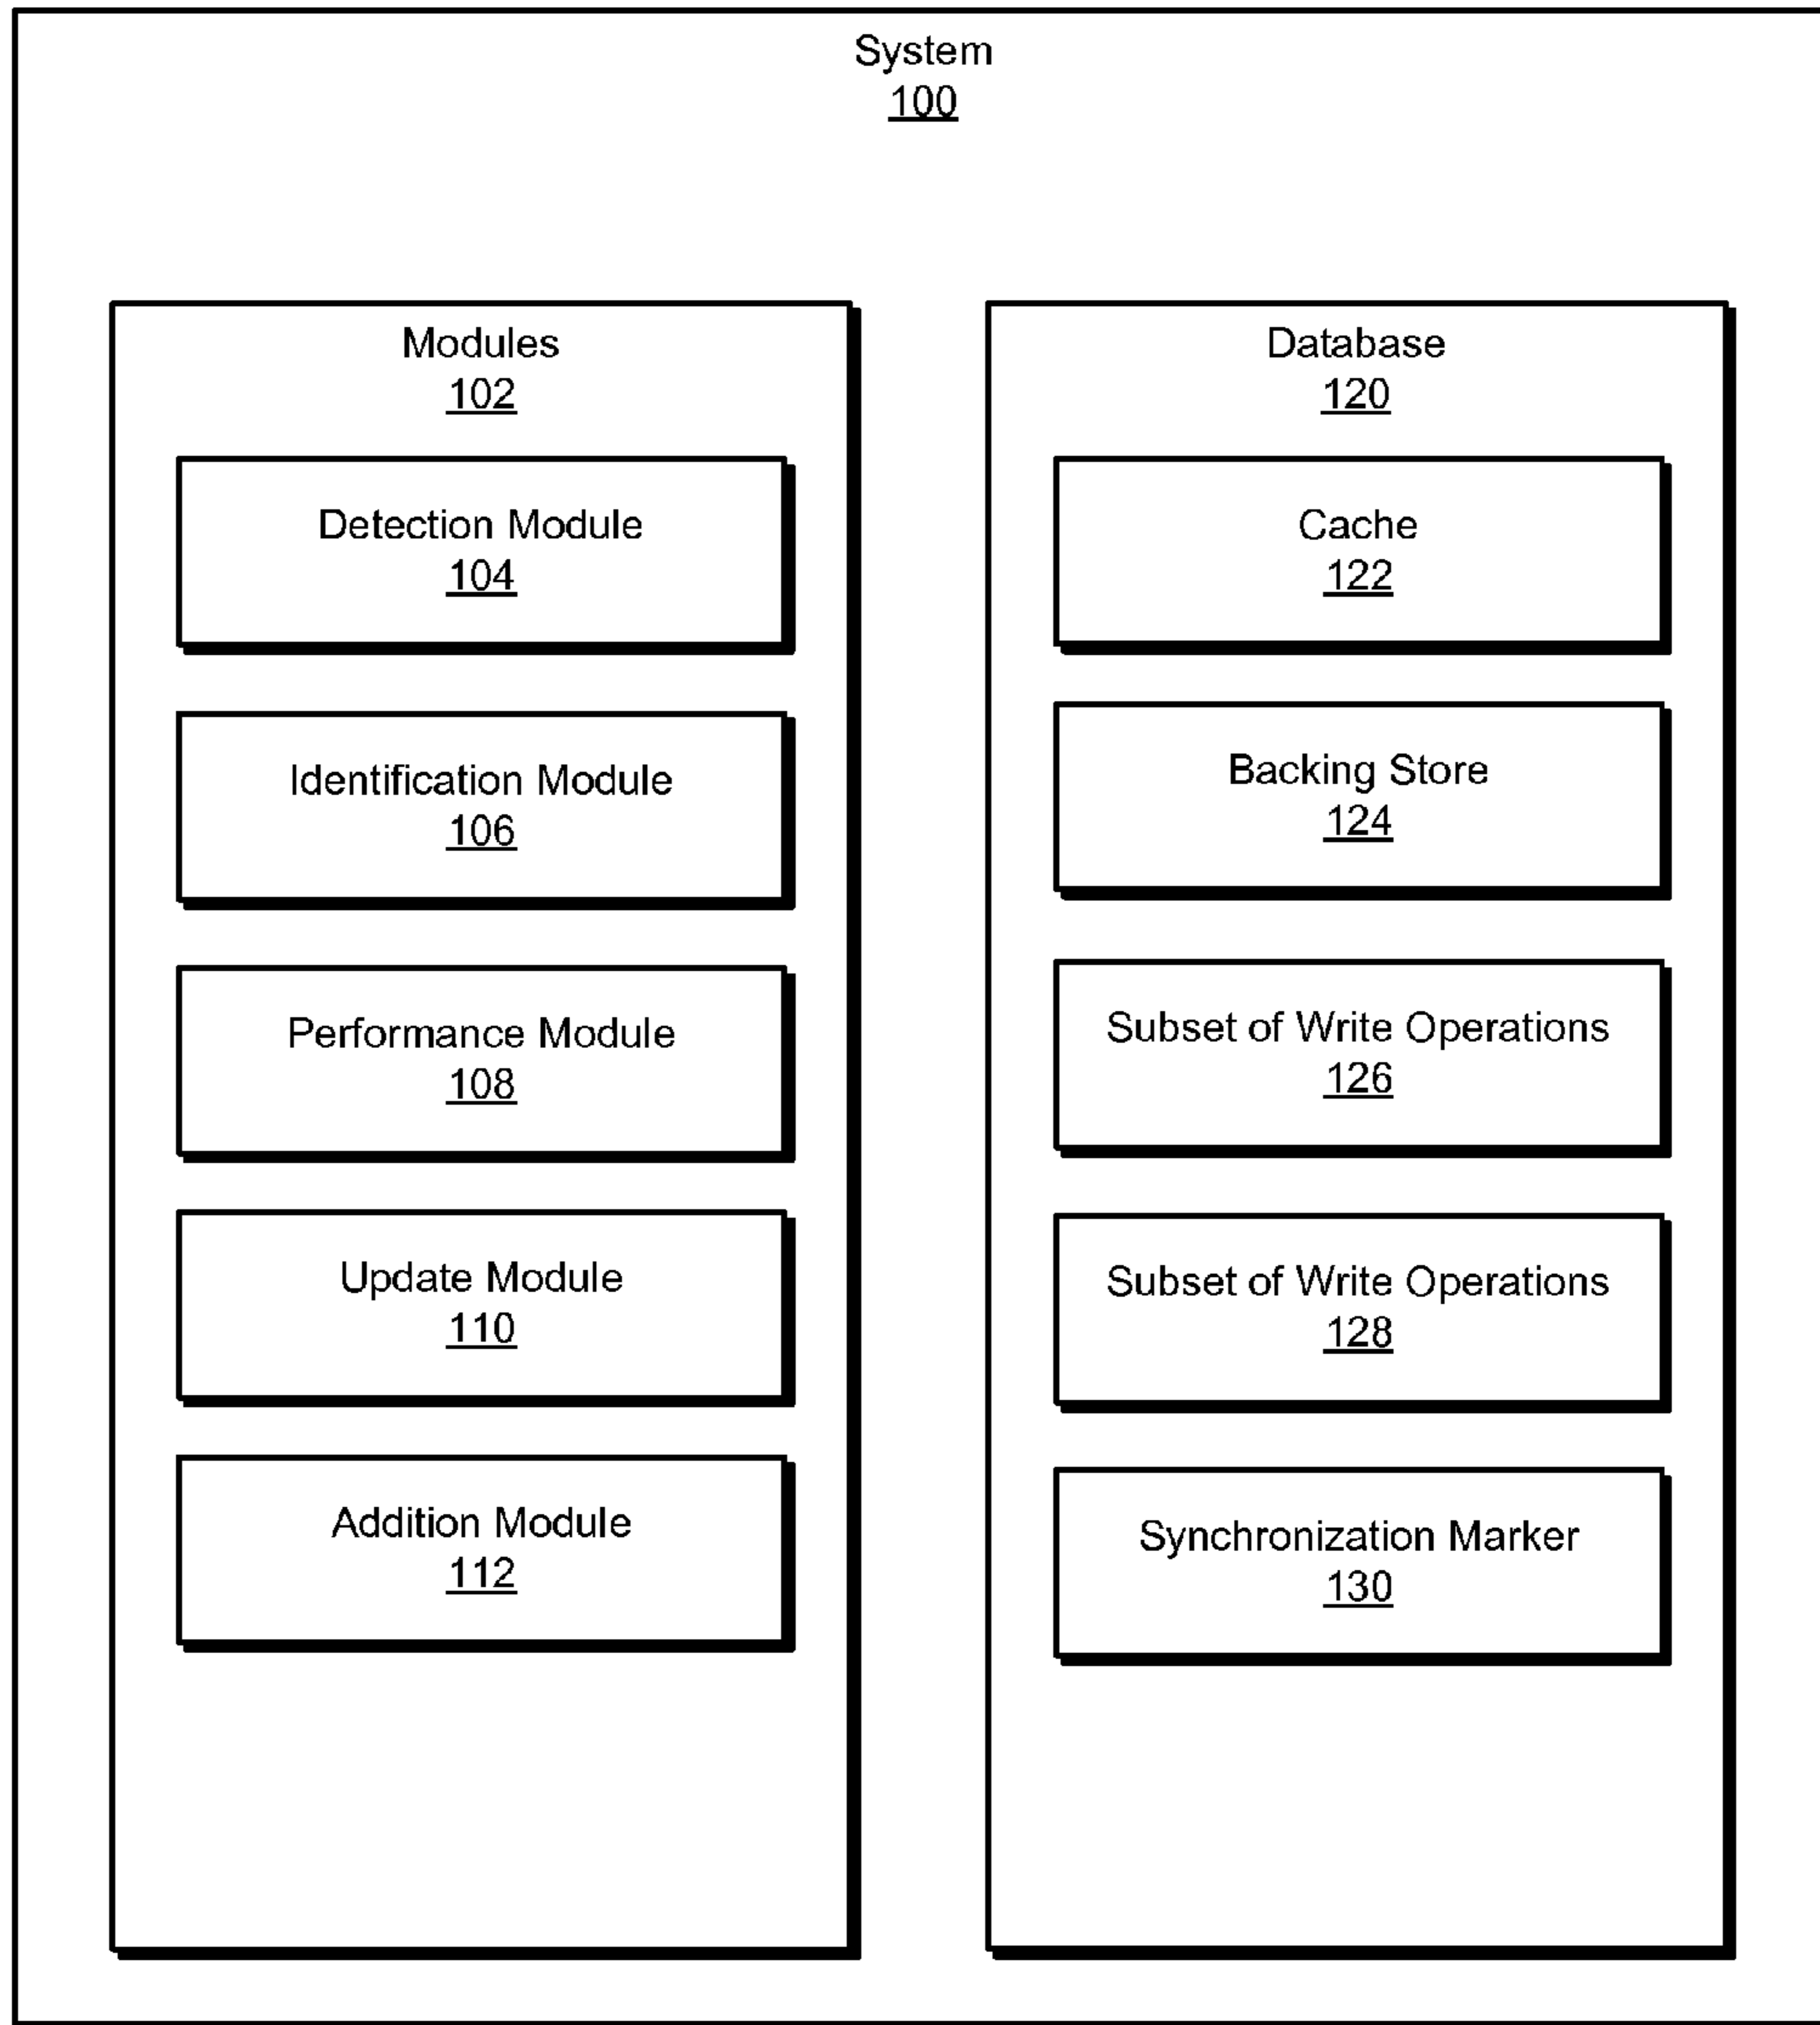 System
100
Modules
102
Detection Module
104
Identification Module
106
Performance Module
108
Update Module
110
Addition Module
112
Database
120
Cache
122
Backing Store
124
Subset of Write Operations
126
Subset of Write Operations
128
Synchronization Marker
130